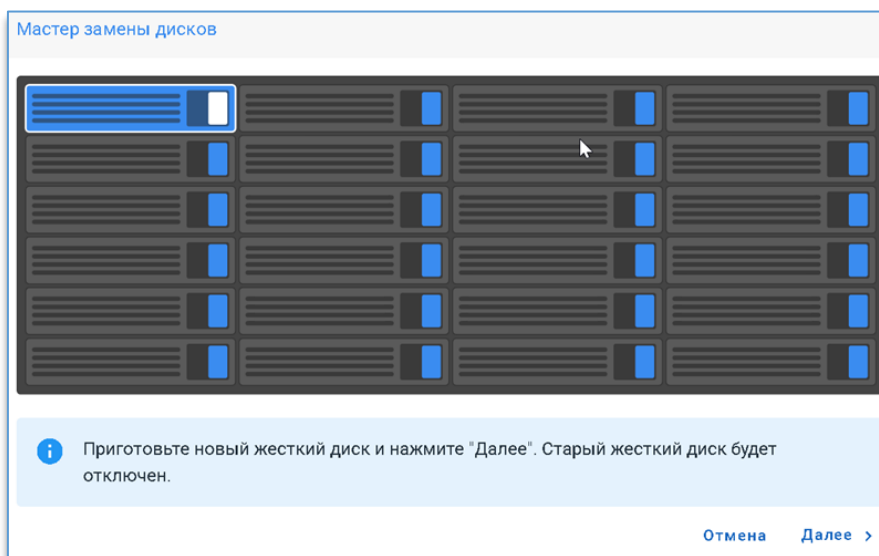 Мастер замены дисков
Приготовьте новый жесткий диск и нажмите "Далее". Старый жесткий диск будет
отключен.
Отмена Далее >